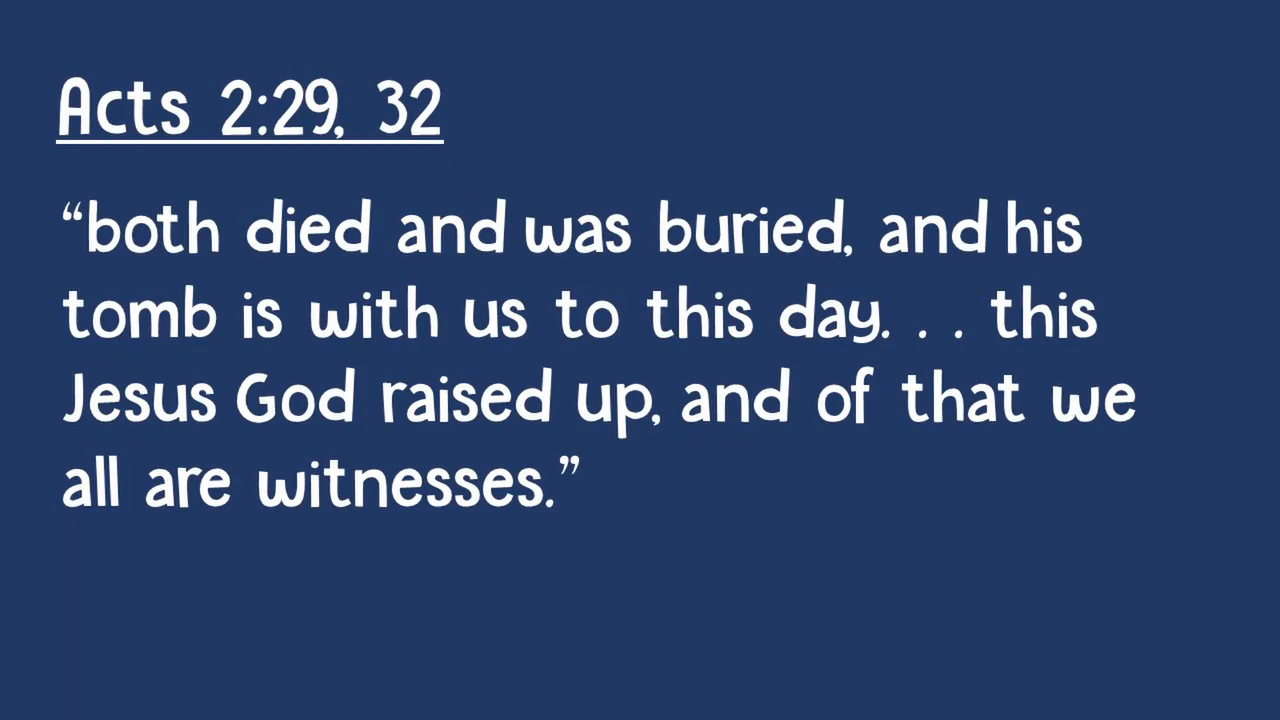 Acts 2:29, 32
“both died and was buried, and his
tomb is with us to this day. . . this
Jesus God raised up, and of that we
all are witnesses.”